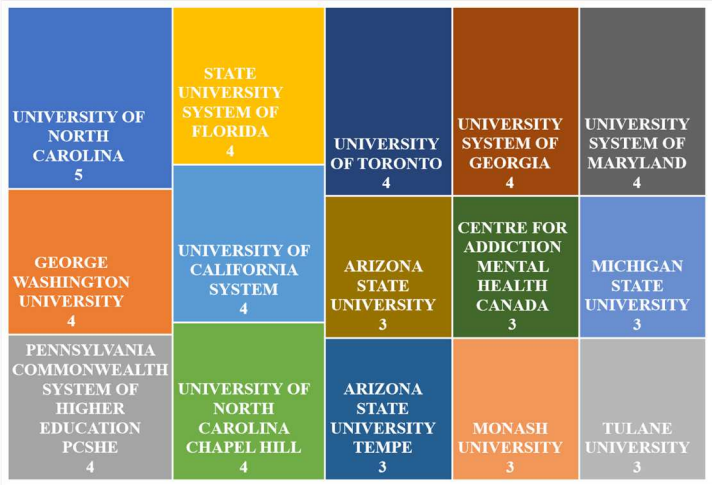 UNIVERSITY OF
NORTH
CAROLINA
5
STATE
UNIVERSITY
SYSTEM OF
FLORIDA
4
UNIVERSITY
OF TORONTO
4
UNIVERSITY
SYSTEM OF
GEORGIA
4
UNIVERSITY
SYSTEM OF
MARYLAND
4
GEORGE
WASHINGTON
UNIVERSITY
4
UNIVERSITY OF
CALIFORNIA
SYSTEM
4
ARIZONA
STATE
UNIVERSITY
3
CENTRE FOR
ADDICTION
MENTAL
HEALTH
CANADA
3
MICHIGAN
STATE
UNIVERSITY
3
PENNSYLVANIA
COMMONWEALTH
SYSTEM OF
HIGHER
EDUCATION
PCSHE
4
UNIVERSITY OF
NORTH
CAROLINA
CHAPEL HILL
4
ARIZONA
STATE
UNIVERSITY
TEMPE
3
MONASH
UNIVERSITY
3
TULANE
UNIVERSITY
3